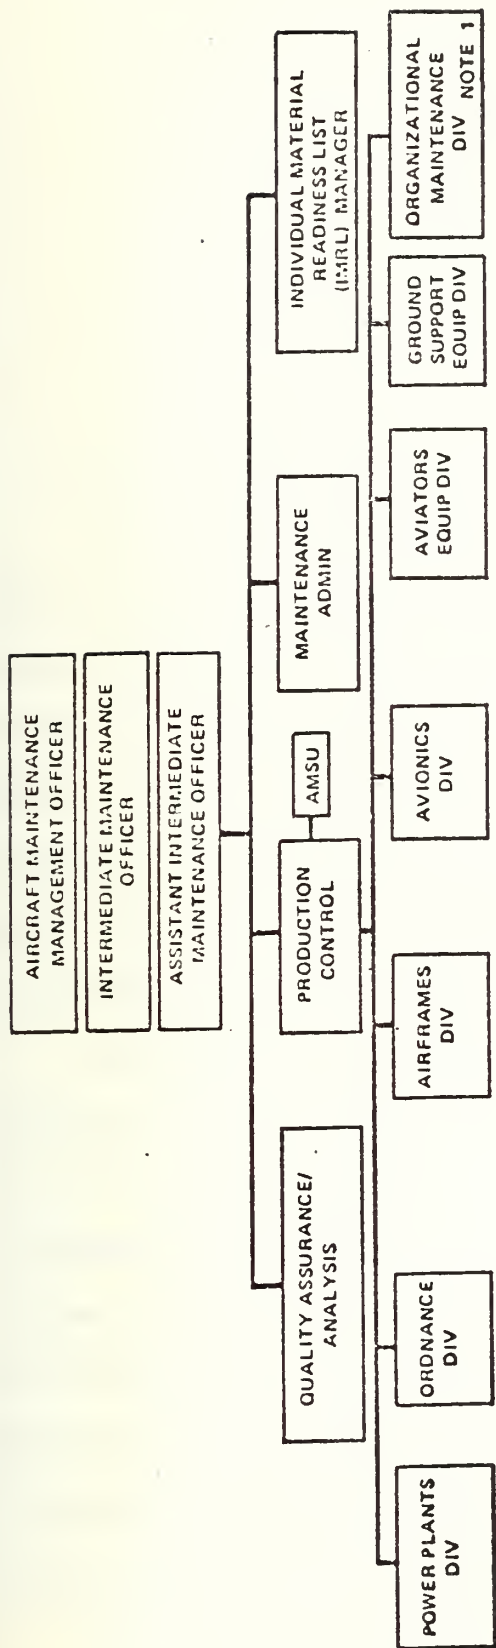 AIRCRAFT MAINTENANCE
MANAGEMENT OFFICER
INTERMEDIATE MAINTENANCE
OFFICER
ASSISTANT INTERMEDIATE
MAINTENANCE OFFICER
QUALITY ASSURANCE/
ANALYSIS
PRODUCTION
CONTROL
AMSU
MAINTENANCE
ADMIN
INDIVIDUAL MATERIAL
READINESS LIST
(IMRL) MANAGER
POWER PLANTS
DIV
ORDNANCE
DIV
AIRFRAMES
DIV
AVIONICS
DIV
AVIATORS
EQUIP DIV
GROUND
SUPPORT
EQUIP DIV
ORGANIZATIONAL
MAINTENANCE
DIV NOTE 1